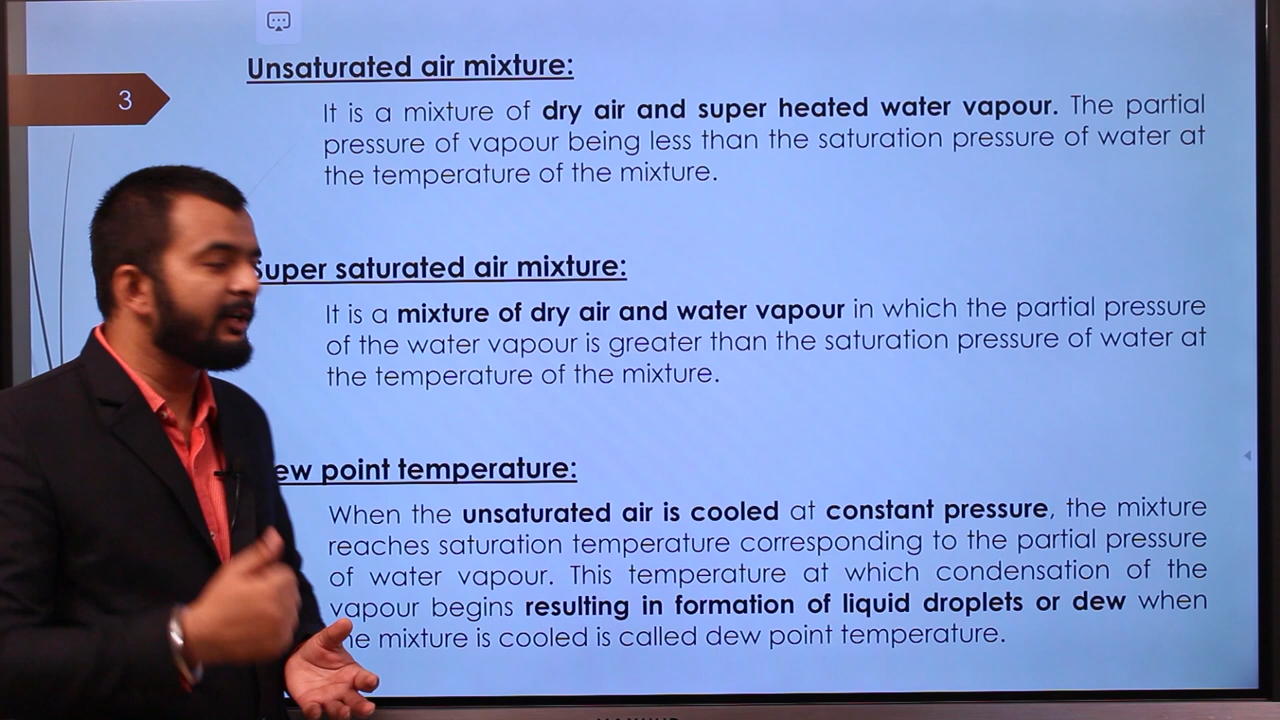 3
Unsaturated air mixture:
It is a mixture of dry air and super heated water vapour. The partial
pressure of vapour being less than the saturation pressure of water at
the temperature of the mixture.
Super saturated air mixture:
It is a mixture of dry air and water vapour in which the partial pressure
of the water vapour is greater than the saturation pressure of water at
the temperature of the mixture.
ew point temperature:
When the unsaturated air is cooled at constant pressure, the mixture
reaches saturation temperature corresponding to the partial pressure
of water vapour. This temperature at which condensation of the
vapour begins resulting in formation of liquid droplets or dew when
he mixture is cooled is called dew point temperature.